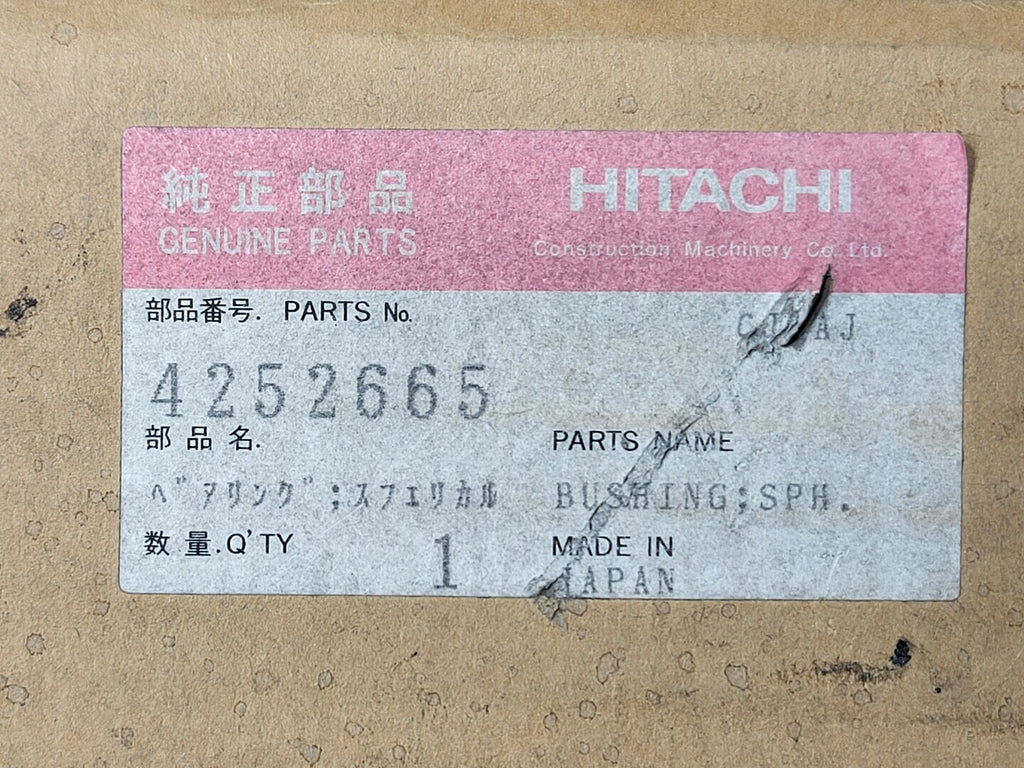 純正部品 HITACHI
GENUINE PARTS Construction Machinery Co. Ltd.
部品番号. PARTS No.
4252665
部品名. PARTS NAME
ベアリング;スフェリカル BUSHING;SPH.
数量.Q'TY 1 MADE IN
JAPAN